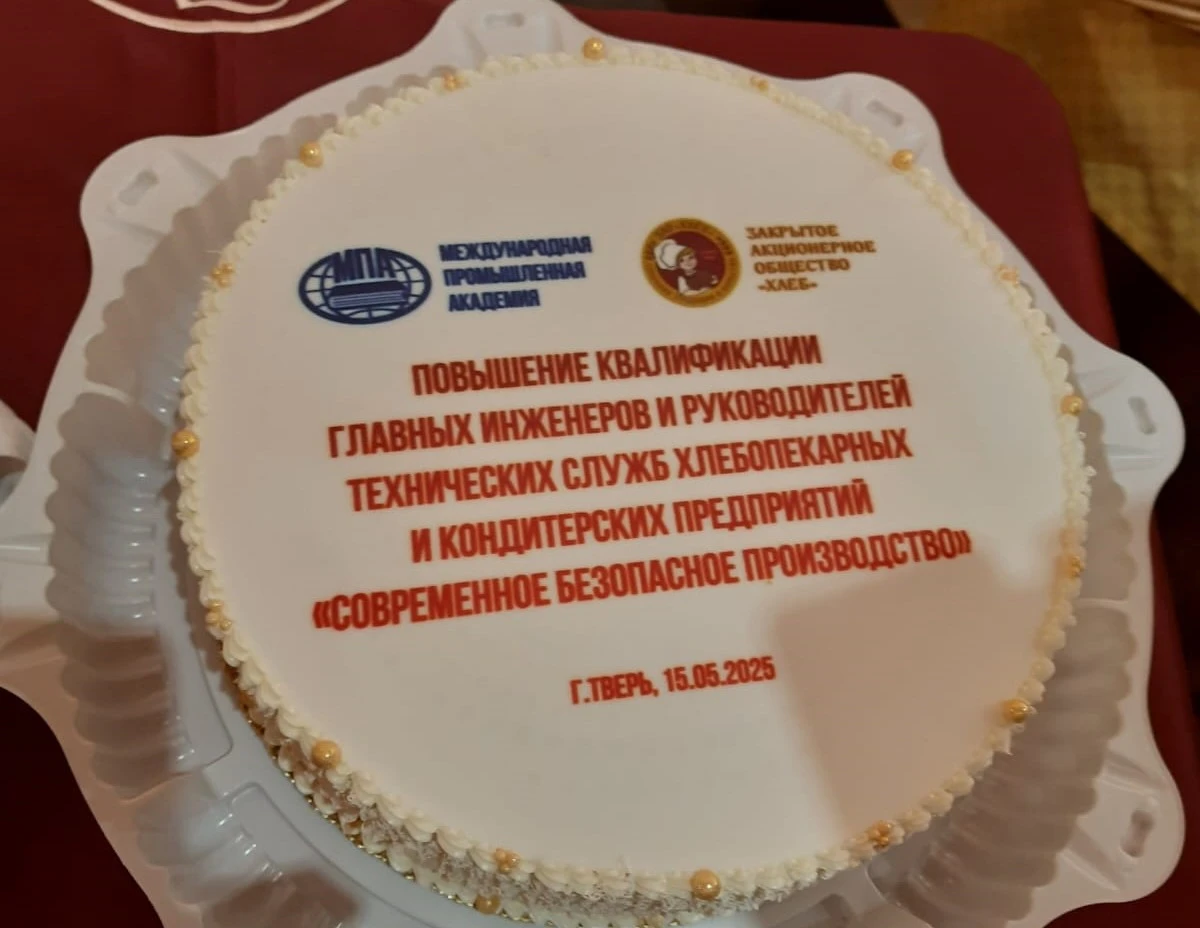 МПА
МЕЖДУНАРОДНАЯ
ПРОМЫШЛЕННАЯ
АКАДЕМИЯ
ЗАКРЫТОЕ
АКЦИОНЕРНОЕ
ОБЩЕСТВО
«ХЛЕБ»
ПОВЫШЕНИЕ КВАЛИФИКАЦИИ
ГЛАВНЫХ ИНЖЕНЕРОВ И РУКОВОДИТЕЛЕЙ
ТЕХНИЧЕСКИХ СЛУЖБ ХЛЕБОПЕКАРНЫХ
И КОНДИТЕРСКИХ ПРЕДПРИЯТИЙ
«СОВРЕМЕННОЕ БЕЗОПАСНОЕ ПРОИЗВОДСТВО»
Г.ТВЕРЬ, 15.05.2025